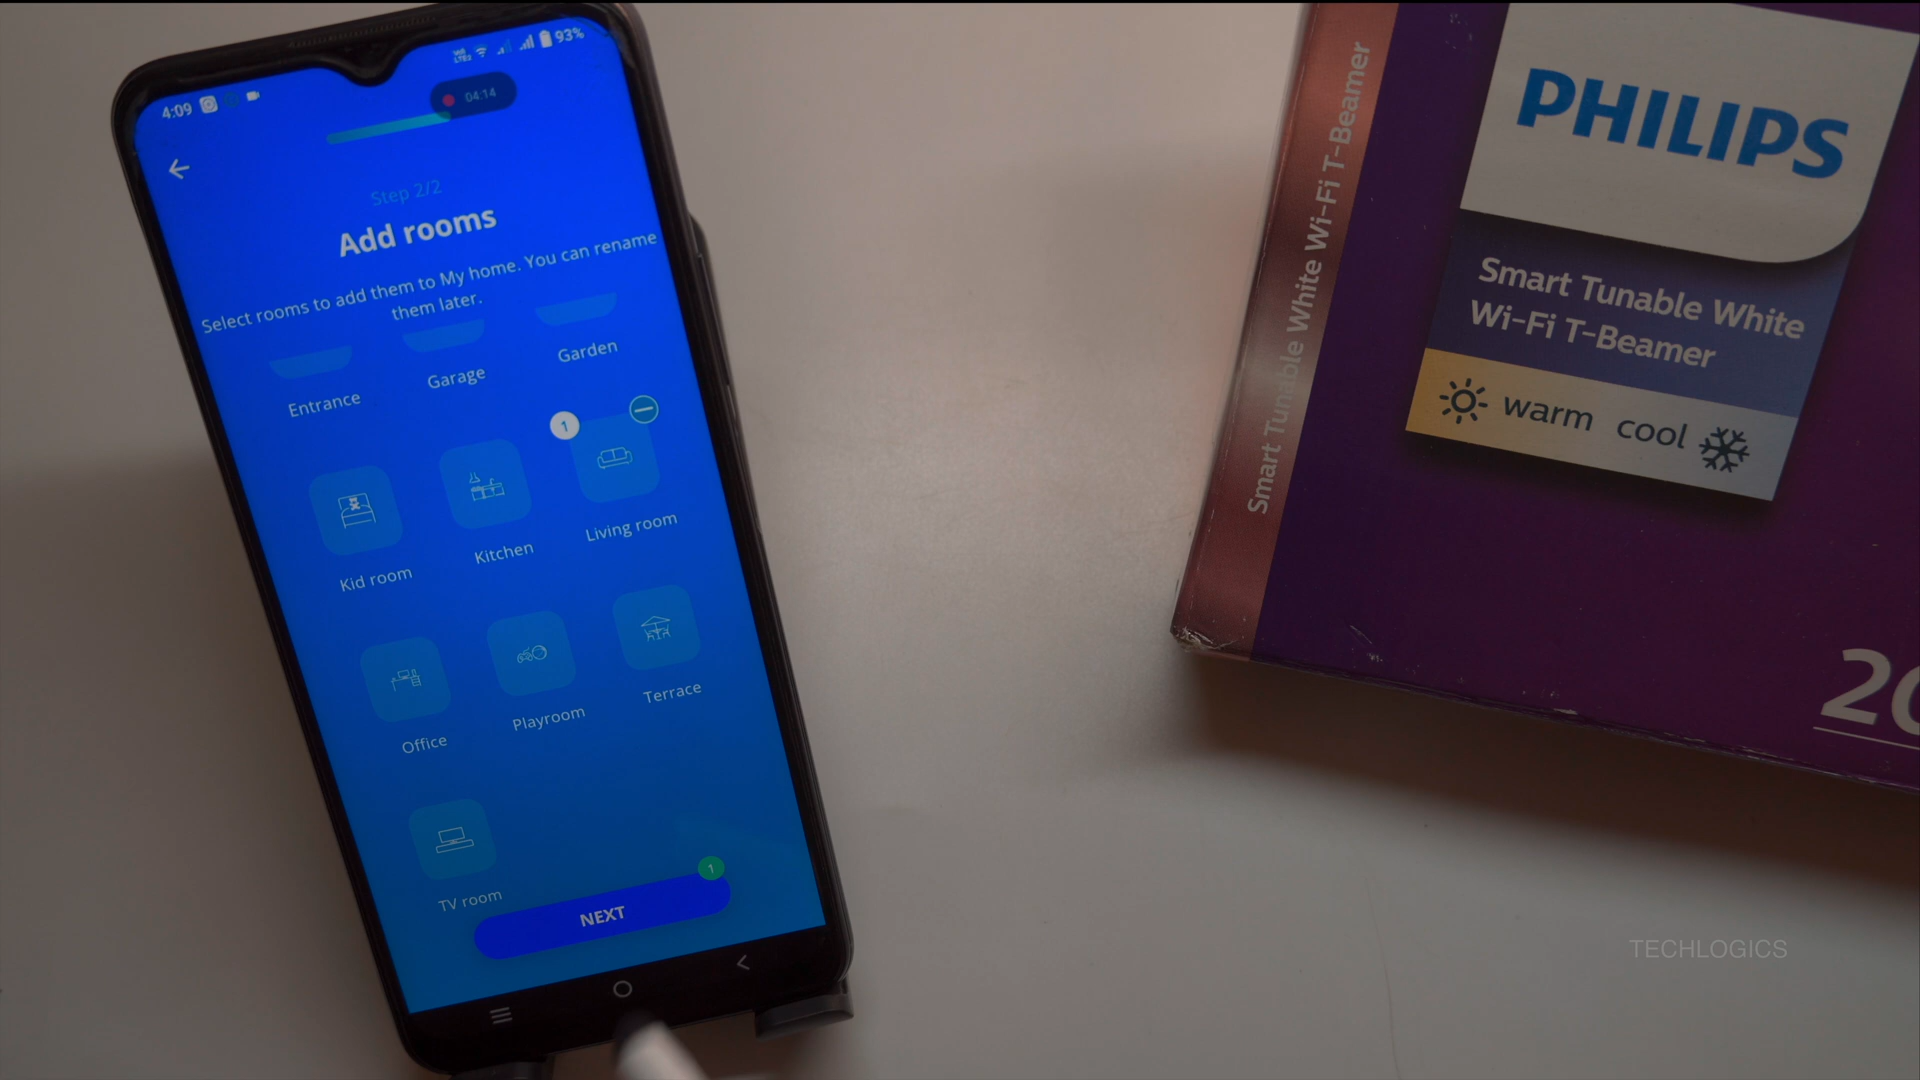 4:09
93%
04:14
Step 2/2
Add rooms
Select rooms to add them to My home. You can rename
them later.
Entrance
Garage
Garden
1
Kid room
Kitchen
Living room
Office
Playroom
Terrace
TV room
1
NEXT
Smart Tunable White Wi-Fi T-Beamer
PHILIPS
Smart Tunable White
Wi-Fi T-Beamer
warm cool
20
TECHLOGICS